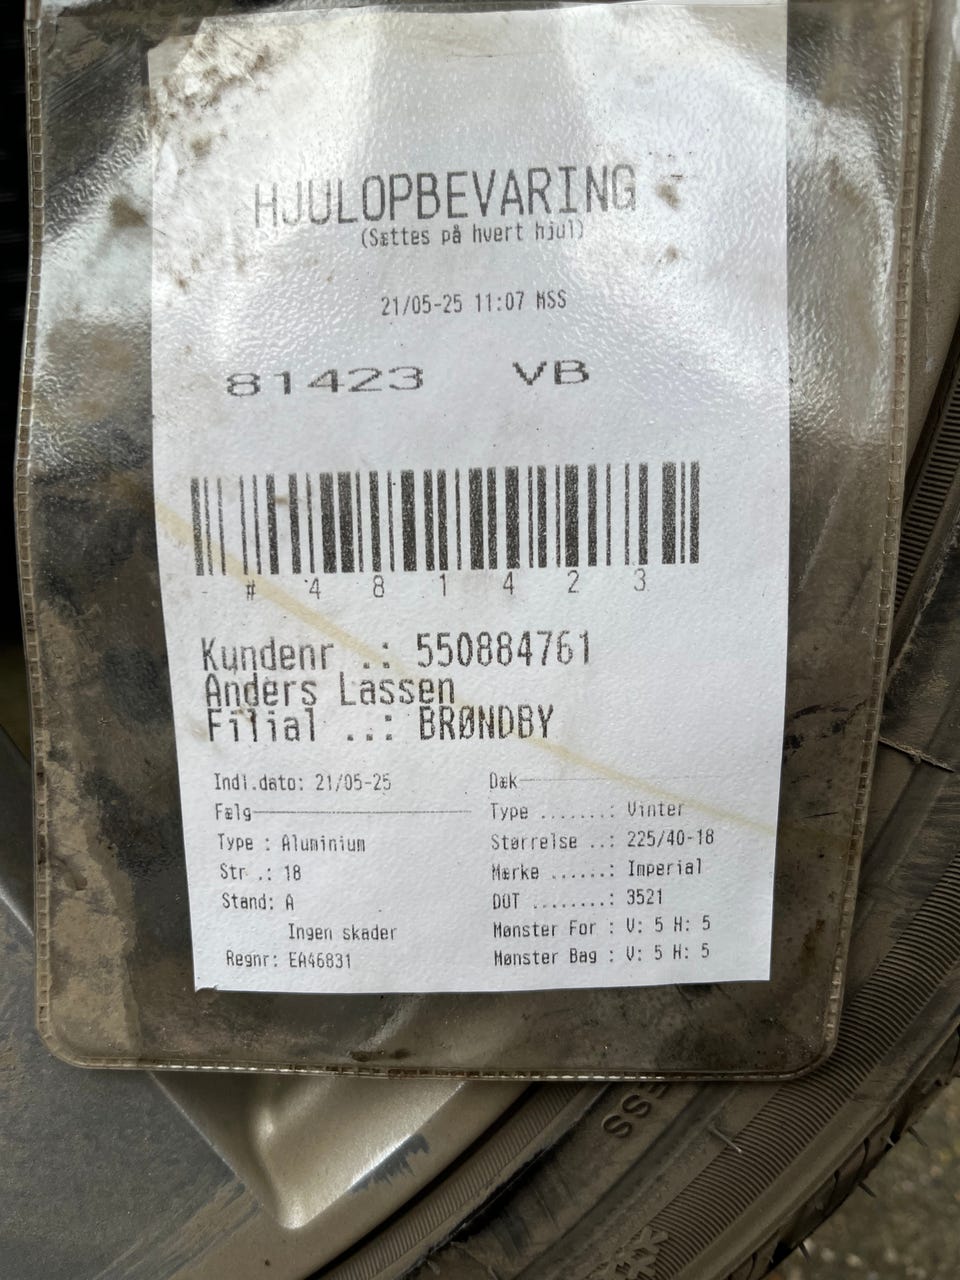 HJULOPBEVARING
(Sættes på hvert hjul)
21/05-25 11:07 MSS
81423 VB
- # 4 8 1 4 2 3
Kundenr .: 550884761
Anders Lassen
Filial ..: BRØNDBY
Indl.dato: 21/05-25
Fælg
Type : Aluminium
Str .: 18
Stand: A
Ingen skader
Regnr: EA46831
Dæk
Type .......: Vinter
Størrelse ..: 225/40-18
Mærke ......: Imperial
DOT ........: 3521
Mønster For : V: 5 H: 5
Mønster Bag : V: 5 H: 5